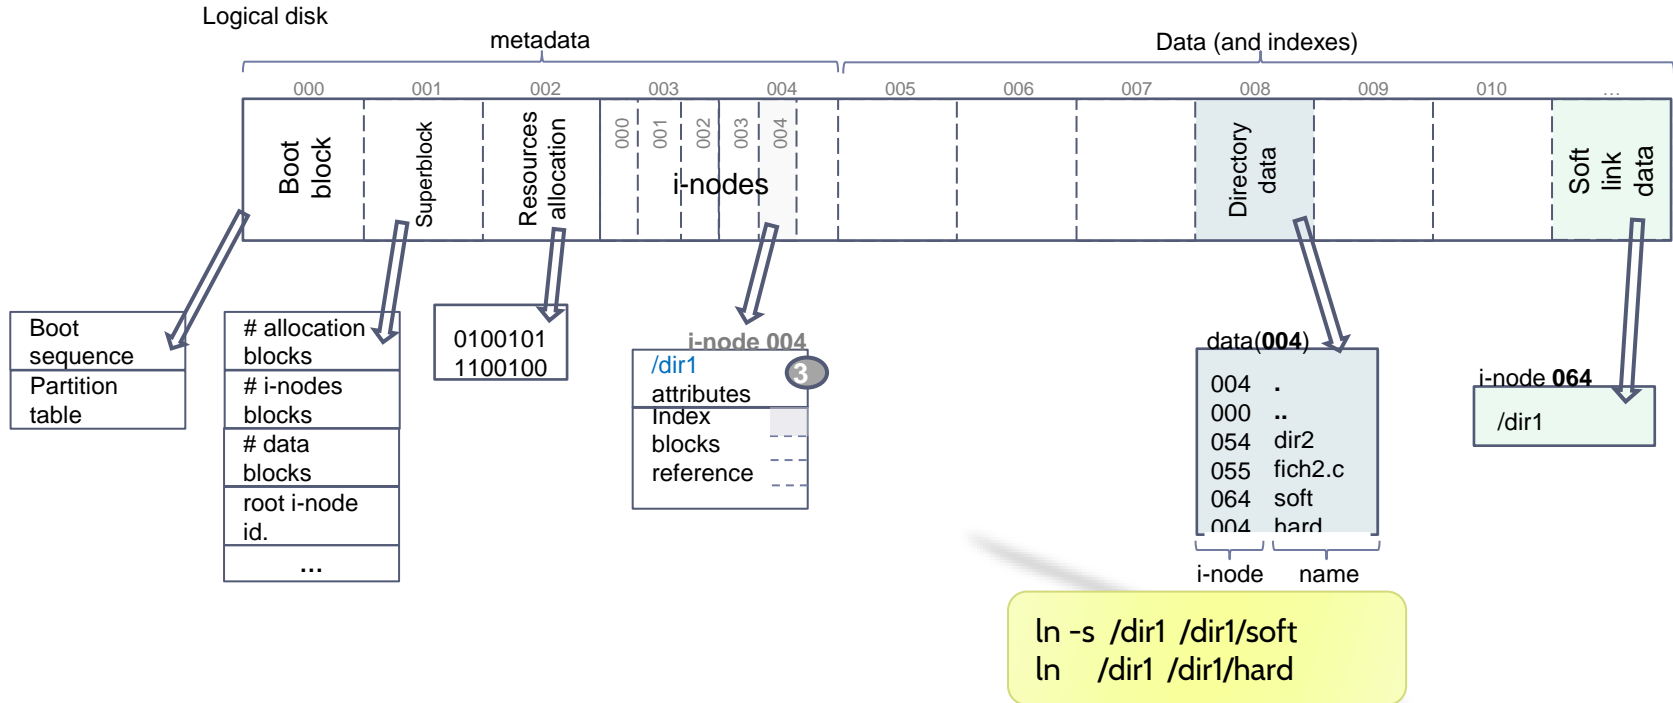 Logical disk
metadata
Data (and indexes)
000 001 002 003 004 005 006 007 008 009 010 ...
Boot
block
Superblock
Resources
allocation
000 001 002 003 004
i-nodes
Directory
data
Soft
link
data
Boot
sequence
Partition
table
# allocation
blocks
# i-nodes
blocks
# data
blocks
root i-node
id.
...
0100101
1100100
i-node 004
/dir1
3
attributes
Index
blocks
reference
data(004)
004 .
000 ..
054 dir2
055 fich2.c
064 soft
004 hard
i-node name
i-node 064
/dir1
ln -s /dir1 /dir1/soft
ln /dir1 /dir1/hard